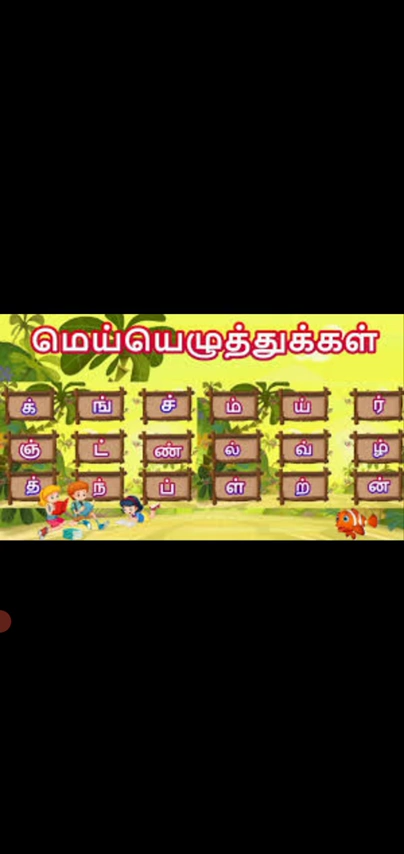 மெய்யெழுத்துக்கள்
க் ங் ச் ம் ய் ர்
ஞ் ட் ண் ல் வ் ழ்
த் ந் ப் ள் ற் ன்